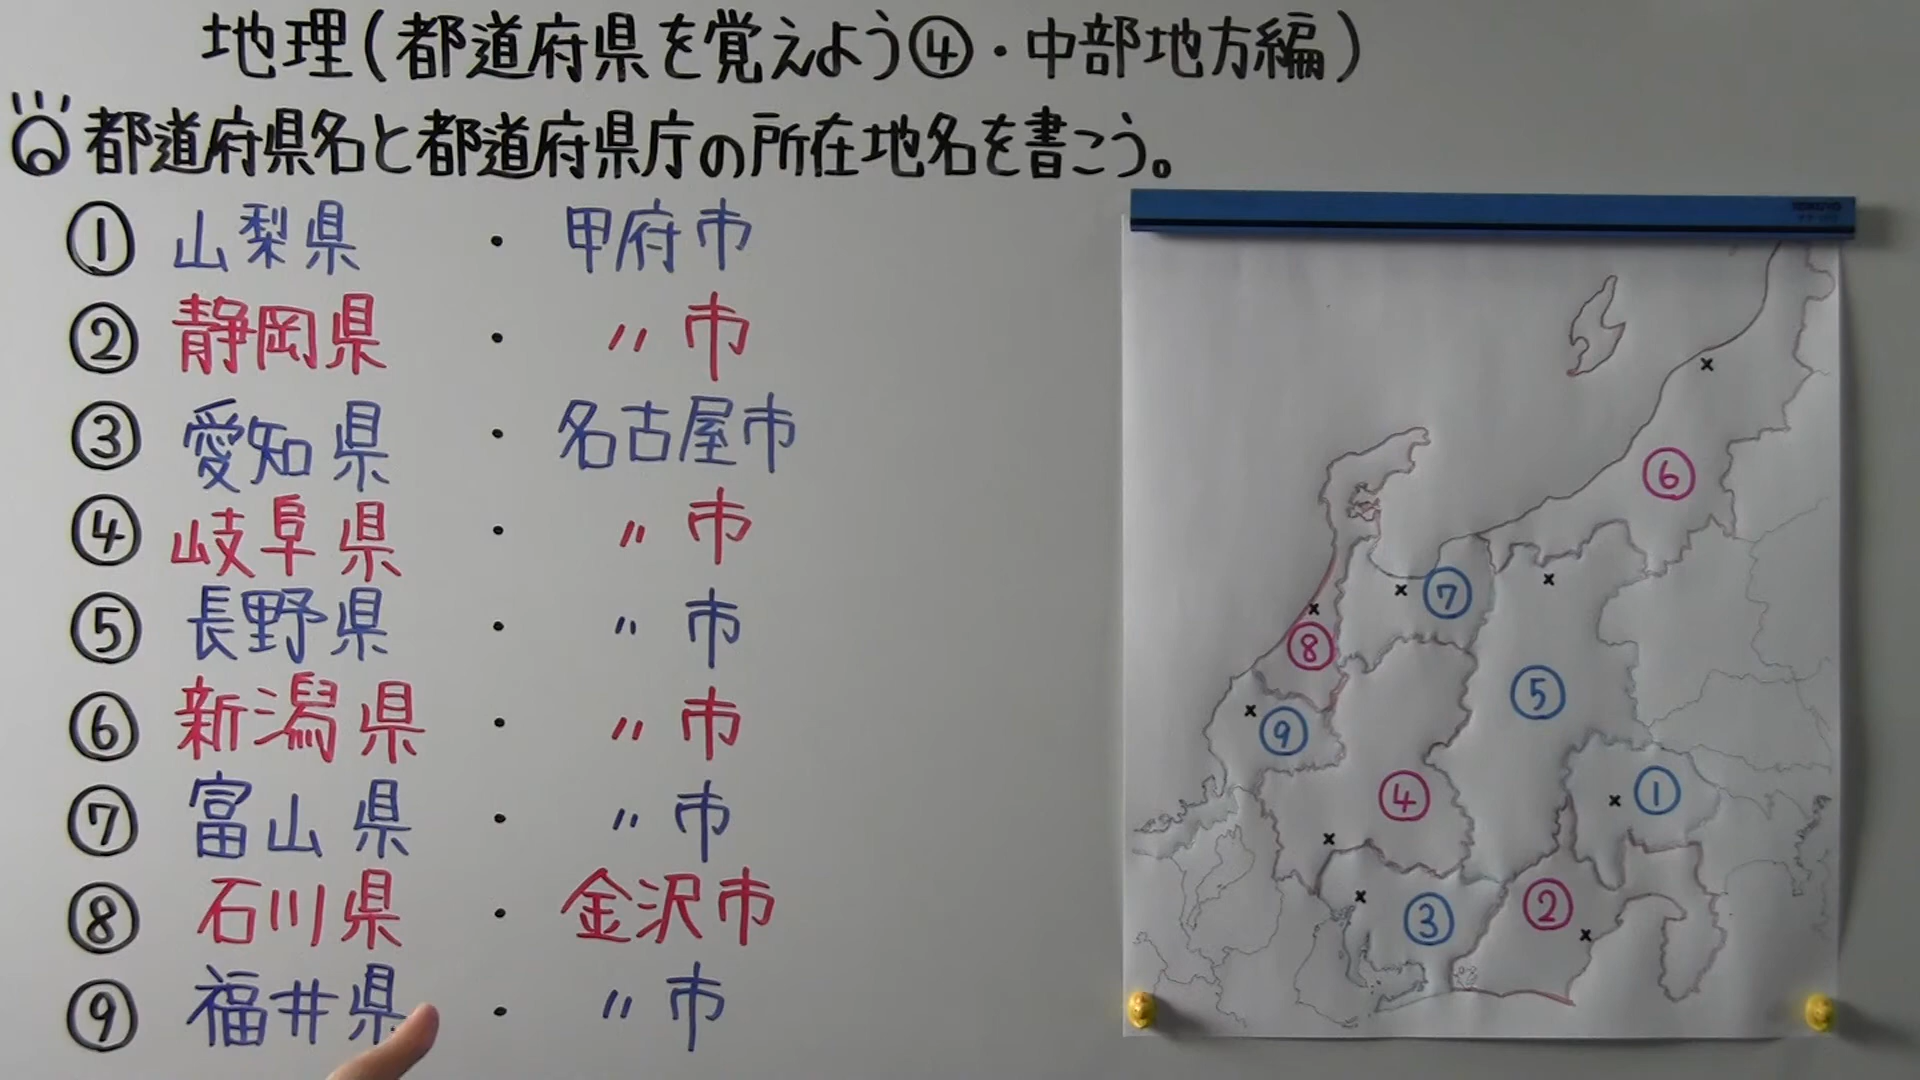 地理(都道府県を覚えよう④・中部地方編)
都道府県名と都道府県庁の所在地名を書こう。
① 山梨県 ・ 甲府市
② 静岡県 ・ 〃 市
③ 愛知県 ・ 名古屋市
④ 岐阜県 ・ 〃 市
⑤ 長野県 ・ 〃 市
⑥ 新潟県 ・ 〃 市
⑦ 富山県 ・ 〃 市
⑧ 石川県 ・ 金沢市
⑨ 福井県 ・ 〃 市
×
⑥
×
× ⑦
×
⑧
⑤
× ⑨
④
× ①
×
×
③
②
×